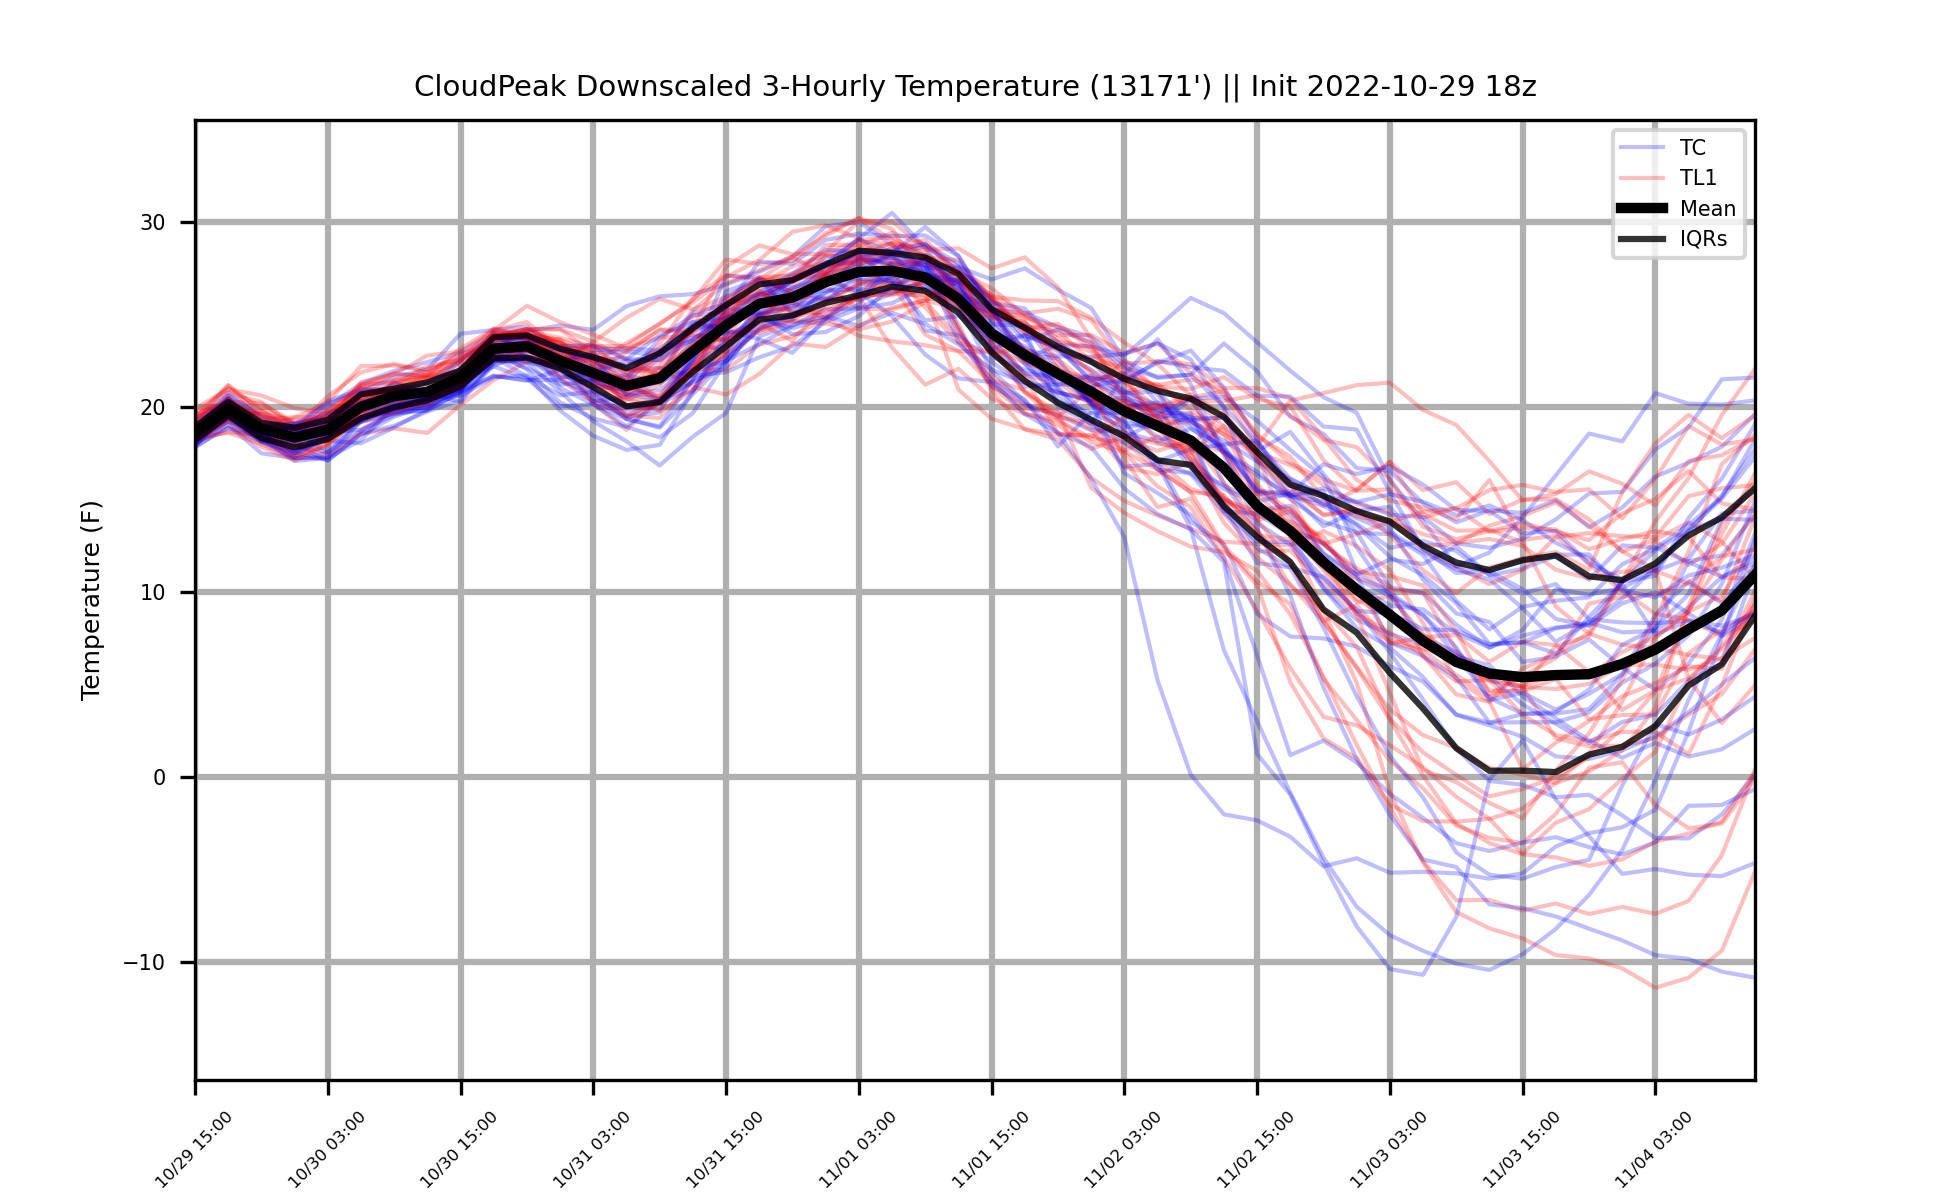 CloudPeak Downscaled 3-Hourly Temperature (13171') || Init 2022-10-29 18z
TC
TL1
Mean
IQRs
Temperature (F)
30
20
10
0
−10
10/29 15:00
10/30 03:00
10/30 15:00
10/31 03:00
10/31 15:00
11/01 03:00
11/01 15:00
11/02 03:00
11/02 15:00
11/03 03:00
11/03 15:00
11/04 03:00